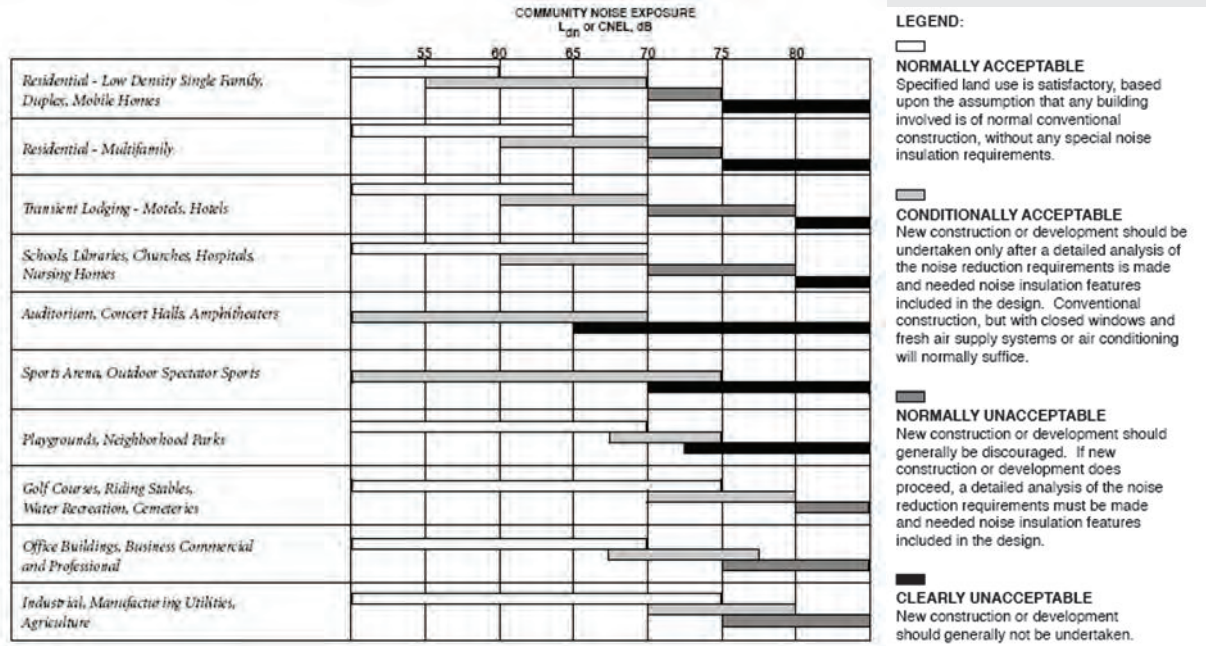 COMMUNITY NOISE EXPOSURE
Ldn or CNEL, dB
55 60 65 70 75 80
Residential - Low Density Single Family,
Duplex, Mobile Homes
Residential - Multifamily
Transient Lodging - Motels, Hotels
Schools, Libraries, Churches, Hospitals,
Nursing Homes
Auditorium, Concert Halls, Amphitheaters
Sports Arena, Outdoor Spectator Sports
Playgrounds, Neighborhood Parks
Golf Courses, Riding Stables,
Water Recreation, Cemeteries
Office Buildings, Business Commercial
and Professional
Industrial, Manufacturing Utilities,
Agriculture
LEGEND:
NORMALLY ACCEPTABLE
Specified land use is satisfactory, based
upon the assumption that any building
involved is of normal conventional
construction, without any special noise
insulation requirements.
CONDITIONALLY ACCEPTABLE
New construction or development should be
undertaken only after a detailed analysis of
the noise reduction requirements is made
and needed noise insulation features
included in the design. Conventional
construction, but with closed windows and
fresh air supply systems or air conditioning
will normally suffice.
NORMALLY UNACCEPTABLE
New construction or development should
generally be discouraged. If new
construction or development does
proceed, a detailed analysis of the noise
reduction requirements must be made
and needed noise insulation features
included in the design.
CLEARLY UNACCEPTABLE
New construction or development
should generally not be undertaken.